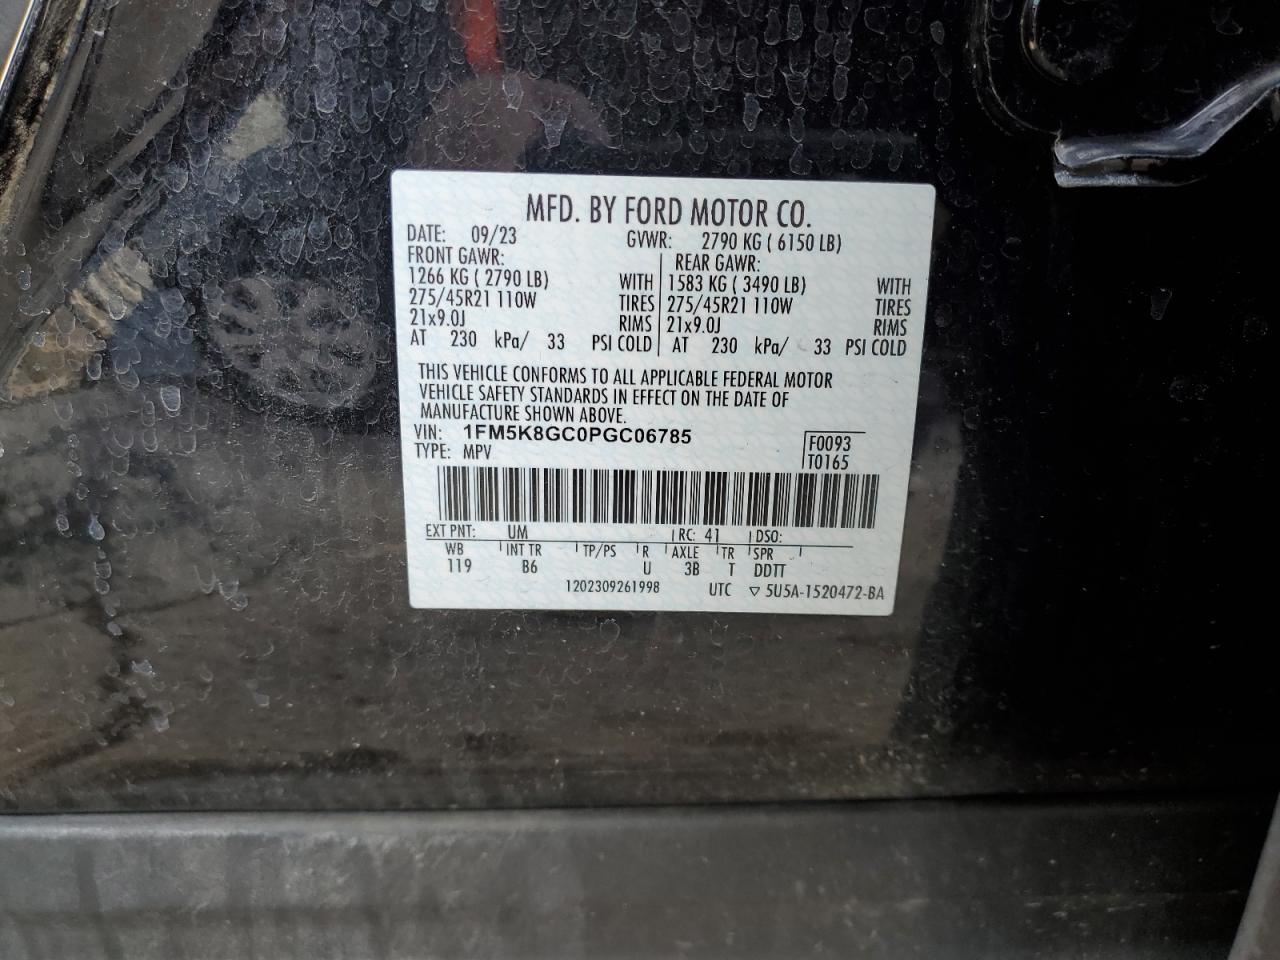 MFD. BY FORD MOTOR CO.
DATE: 09/23 GVWR: 2790 KG ( 6150 LB)
FRONT GAWR: REAR GAWR:
1266 KG ( 2790 LB) WITH 1583 KG ( 3490 LB) WITH
275/45R21 110W TIRES 275/45R21 110W TIRES
21x9.0J RIMS 21x9.0J RIMS
AT 230 kPa/ 33 PSI COLD AT 230 kPa/ 33 PSI COLD
THIS VEHICLE CONFORMS TO ALL APPLICABLE FEDERAL MOTOR
VEHICLE SAFETY STANDARDS IN EFFECT ON THE DATE OF
MANUFACTURE SHOWN ABOVE.
VIN: 1FM5K8GC0PGC06785 F0093
TYPE: MPV T0165
EXT PNT: UM RC: 41 DSO:
WB INT TR TP/PS R AXLE TR SPR
119 B6 U 3B T DDTT
1202309261998 UTC ▽ 5U5A-1520472-BA